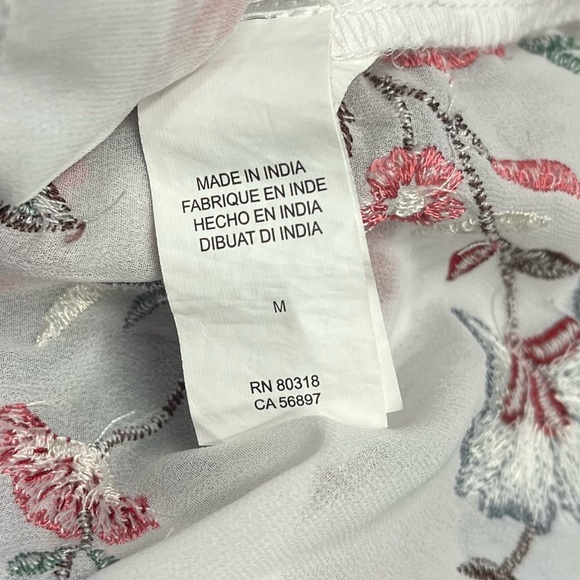 MADE IN INDIA
FABRIQUE EN INDE
HECHO EN INDIA
DIBUAT DI INDIA
M
RN 80318
CA 56897